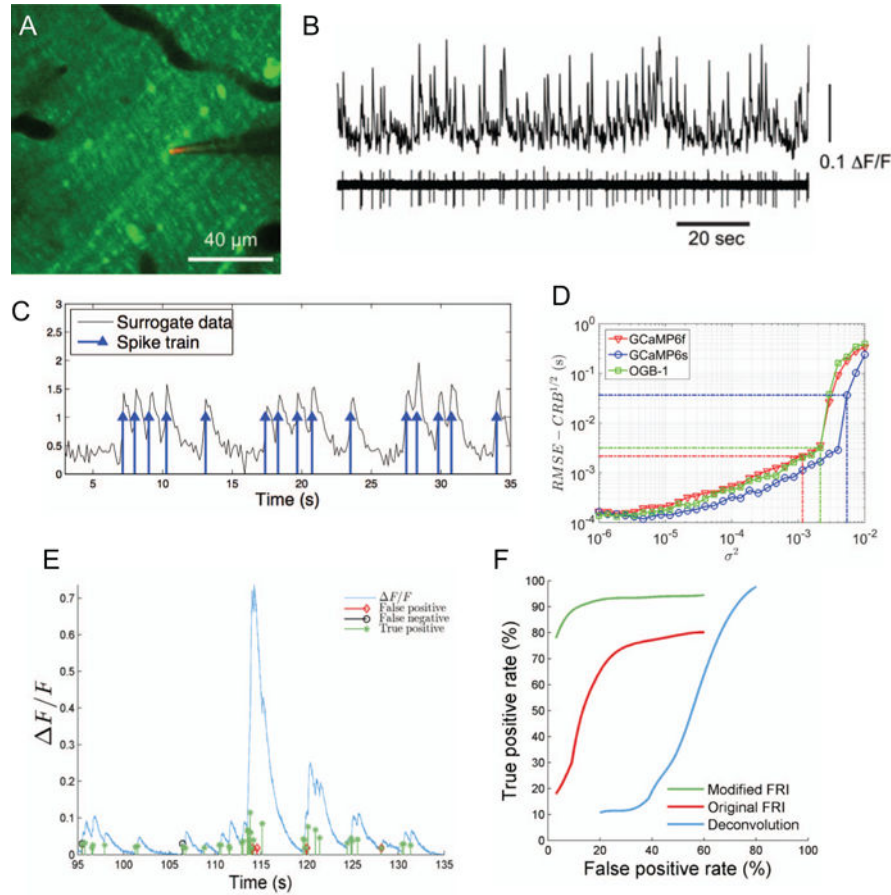 A
40 μm
B
0.1 ΔF/F
20 sec
C
3
2.5
2
1.5
1
0.5
0
Surrogate data
Spike train
5 10 15 20 25 30 35
Time (s)
D
RMSE − CRB^{1/2} (s)
10^0
10^-1
10^-2
10^-3
10^-4
GCaMP6f
GCaMP6s
OGB-1
10^-6 10^-5 10^-4 10^-3 10^-2
σ^2
E
ΔF/F
0.7
0.6
0.5
0.4
0.3
0.2
0.1
0
ΔF/F
False positive
False negative
True positive
95 100 105 110 115 120 125 130 135
Time (s)
F
True positive rate (%)
100
90
80
70
60
50
40
30
20
10
0
Modified FRI
Original FRI
Deconvolution
0 20 40 60 80 100
False positive rate (%)